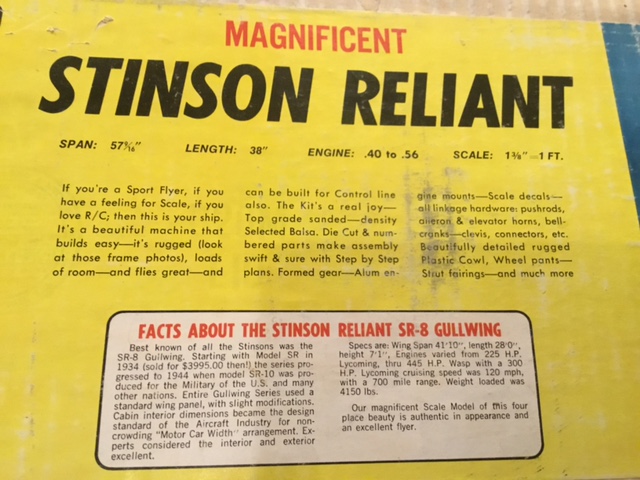 MAGNIFICENT
STINSON RELIANT
SPAN: 57 9/16" LENGTH: 38" ENGINE: .40 to .56 SCALE: 1 3/8"=1 FT.
If you're a Sport Flyer, if you
have a feeling for Scale, if you
love R/C; then this is your ship.
It's a beautiful machine that
builds easy—it's rugged (look
at those frame photos), loads
of room—and flies great—and
can be built for Control line
also. The Kit's a real joy—
Top grade sanded—density
Selected Balsa. Die Cut & num-
bered parts make assembly
swift & sure with Step by Step
plans. Formed gear—Alum en-
gine mounts—Scale decals—
all linkage hardware: pushrods,
aileron & elevator horns, bell-
cranks—clevis, connectors, etc.
Beautifully detailed rugged
Plastic Cowl, Wheel pants—
Strut fairings—and much more
FACTS ABOUT THE STINSON RELIANT SR-8 GULLWING
Best known of all the Stinsons was the
SR-8 Gullwing. Starting with Model SR in
1934 (sold for $3995.00 then!) the series pro-
gressed to 1944 when model SR-10 was pro-
duced for the Military of the U.S. and many
other nations. Entire Gullwing Series used a
standard wing panel, with slight modifications.
Cabin interior dimensions became the design
standard of the Aircraft Industry for non-
crowding "Motor Car Width" arrangement. Ex-
perts considered the interior and exterior
excellent.
Specs are: Wing Span 41'10", length 28'0",
height 7'1", Engines varied from 225 H.P.
Lycoming, thru 445 H.P. Wasp with a 300
H.P. Lycoming cruising speed was 120 mph,
with a 700 mile range. Weight loaded was
4150 lbs.
Our magnificent Scale Model of this four
place beauty is authentic in appearance and
an excellent flyer.